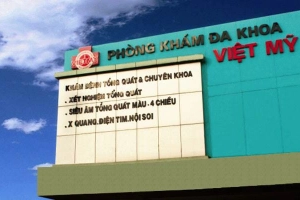 PHÒNG KHÁM ĐA KHOA
VIỆT MỸ
KHÁM BỆNH TỔNG QUÁT & CHUYÊN KHOA
. XÉT NGHIỆM TỔNG QUÁT
. SIÊU ÂM TỔNG QUÁT MÀU - 4 CHIỀU
. X QUANG. ĐIỆN TIM. NỘI SOI